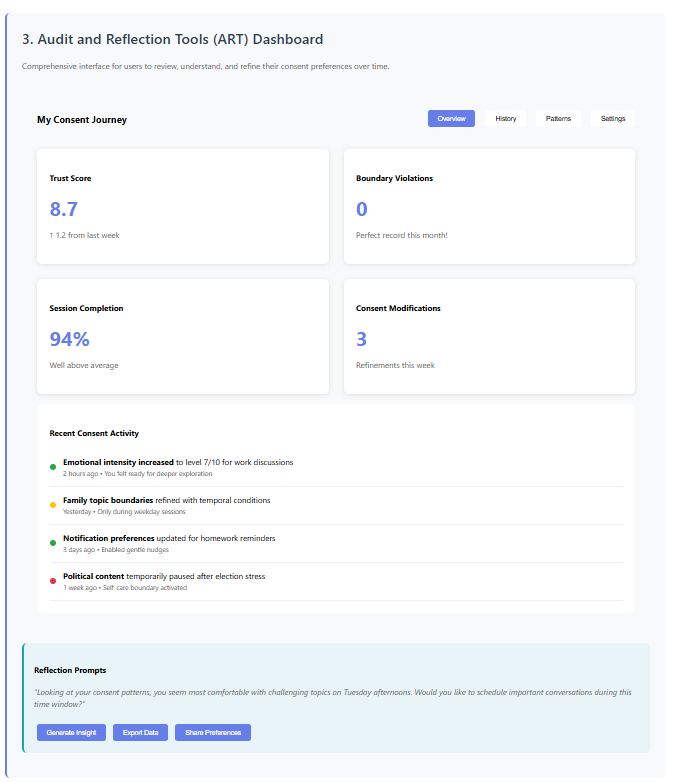 3. Audit and Reflection Tools (ART) Dashboard
Comprehensive interface for users to review, understand, and refine their consent preferences over time.
My Consent Journey
Overview
History
Patterns
Settings
Trust Score
8.7
↑ 1.2 from last week
Boundary Violations
0
Perfect record this month!
Session Completion
94%
Well above average
Consent Modifications
3
Refinements this week
Recent Consent Activity
Emotional intensity increased to level 7/10 for work discussions
2 hours ago • You felt ready for deeper exploration
Family topic boundaries refined with temporal conditions
Yesterday • Only during weekday sessions
Notification preferences updated for homework reminders
3 days ago • Enabled gentle nudges
Political content temporarily paused after election stress
1 week ago • Self-care boundary activated
Reflection Prompts
"Looking at your consent patterns, you seem most comfortable with challenging topics on Tuesday afternoons. Would you like to schedule important conversations during this
time window?"
Generate Insight
Export Data
Share Preferences